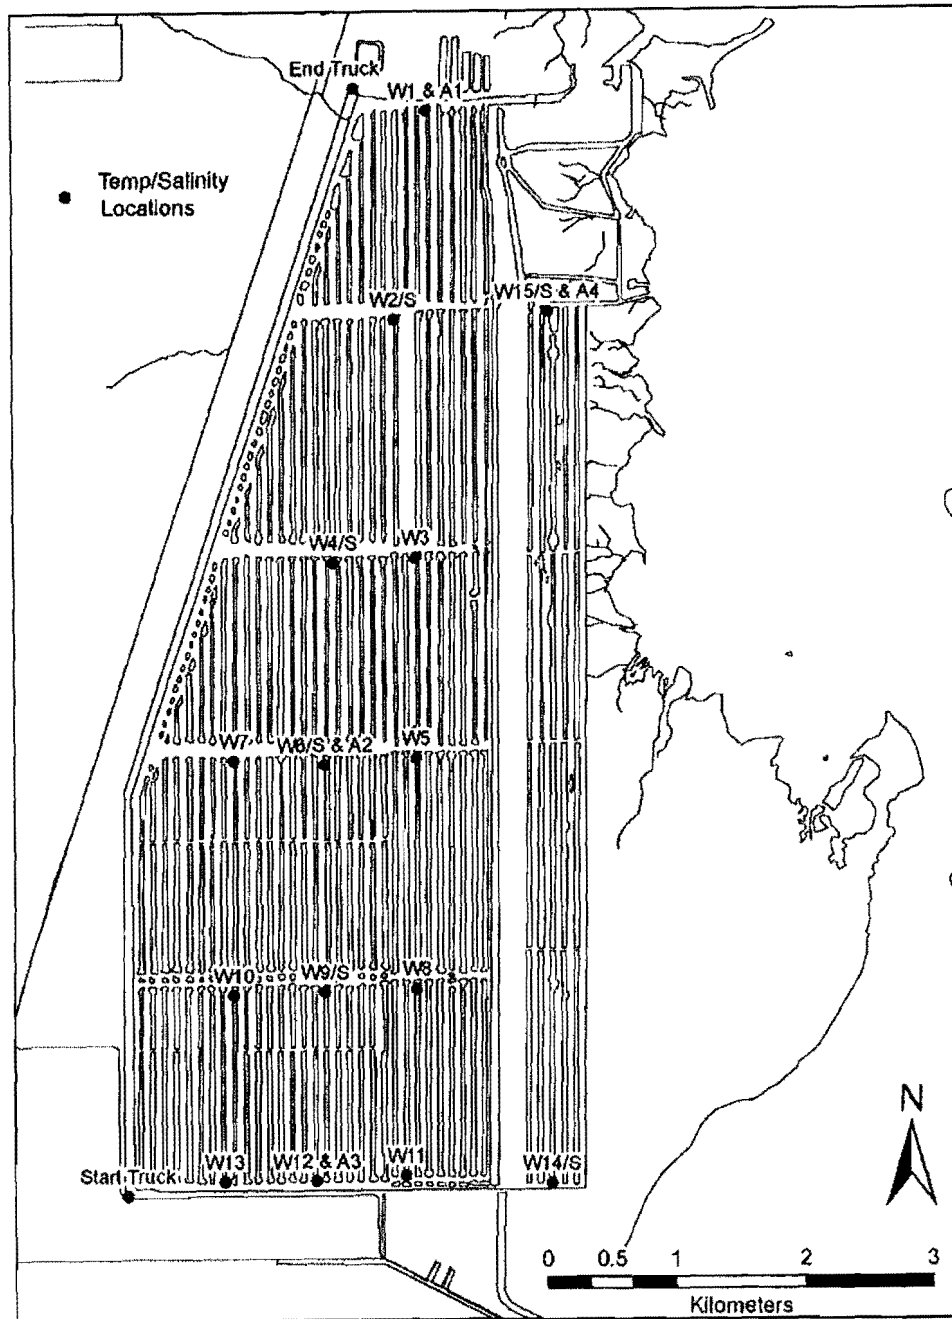 End Truck
W1 & A1
Temp/Salinity
Locations
W2/S
W15/S & A4
W4/S
W3
W7
W6/S & A2
W5
W10
W9/S
W8
N
W13
W12 & A3
W11
W14/S
Start Truck
0 0.5 1 2 3
Kilometers